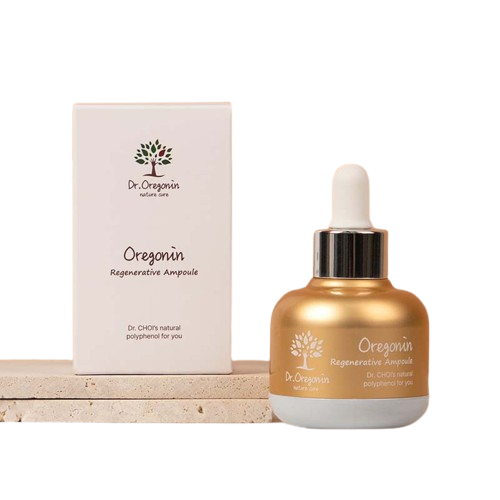 Dr.Oregonin
nature cure
Oregonin
Regenerative Ampoule
Dr. CHOI's natural
polyphenol for you
Oregonin
Regenerative Ampoule
Dr.Oregonin
nature cure
Dr. CHOI's natural
polyphenol for you